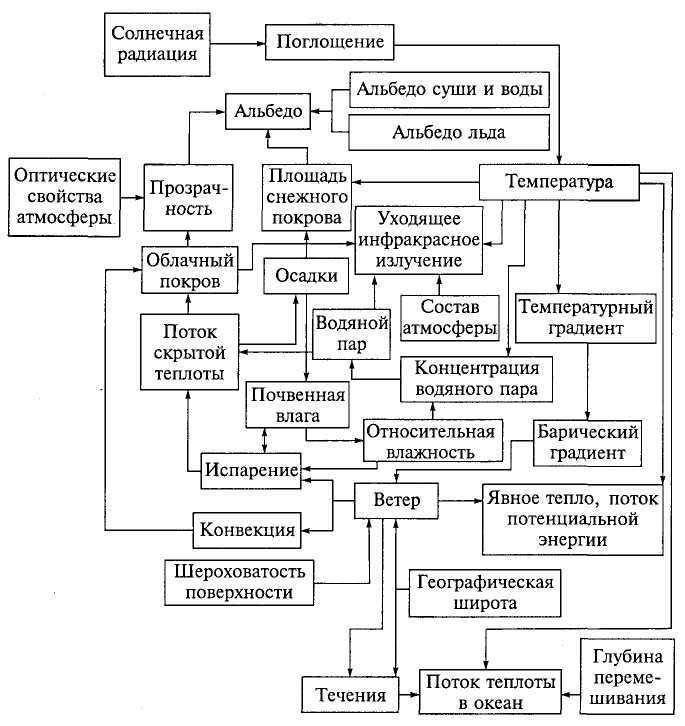 Солнечная
радиация
Поглощение
Альбедо
Альбедо суши и воды
Альбедо льда
Оптические
свойства
атмосферы
Прозрач-
ность
Площадь
снежного
покрова
Температура
Уходящее
инфракрасное
излучение
Облачный
покров
Осадки
Состав
атмосферы
Температурный
градиент
Поток
скрытой
теплоты
Водяной
пар
Концентрация
водяного пара
Почвенная
влага
Относительная
влажность
Барический
градиент
Испарение
Ветер
Явное тепло, поток
потенциальной
энергии
Конвекция
Шероховатость
поверхности
Географическая
широта
Течения
Поток теплоты
в океан
Глубина
переме-
шивания